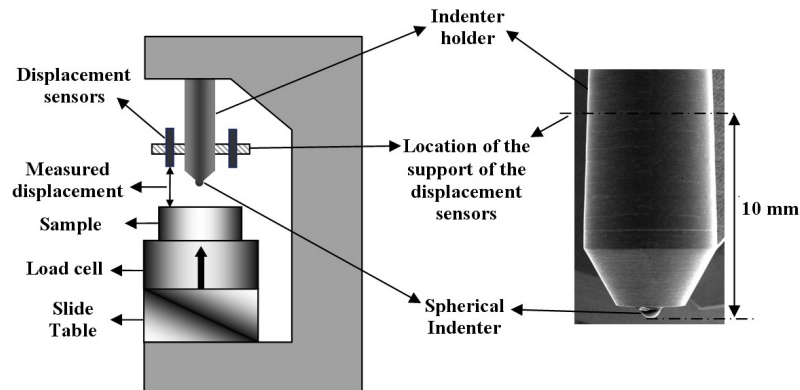 Indenter
holder
Displacement
sensors
Location of the
support of the
displacement
sensors
Measured
displacement
10 mm
Sample
Load cell
Spherical
Indenter
Slide
Table